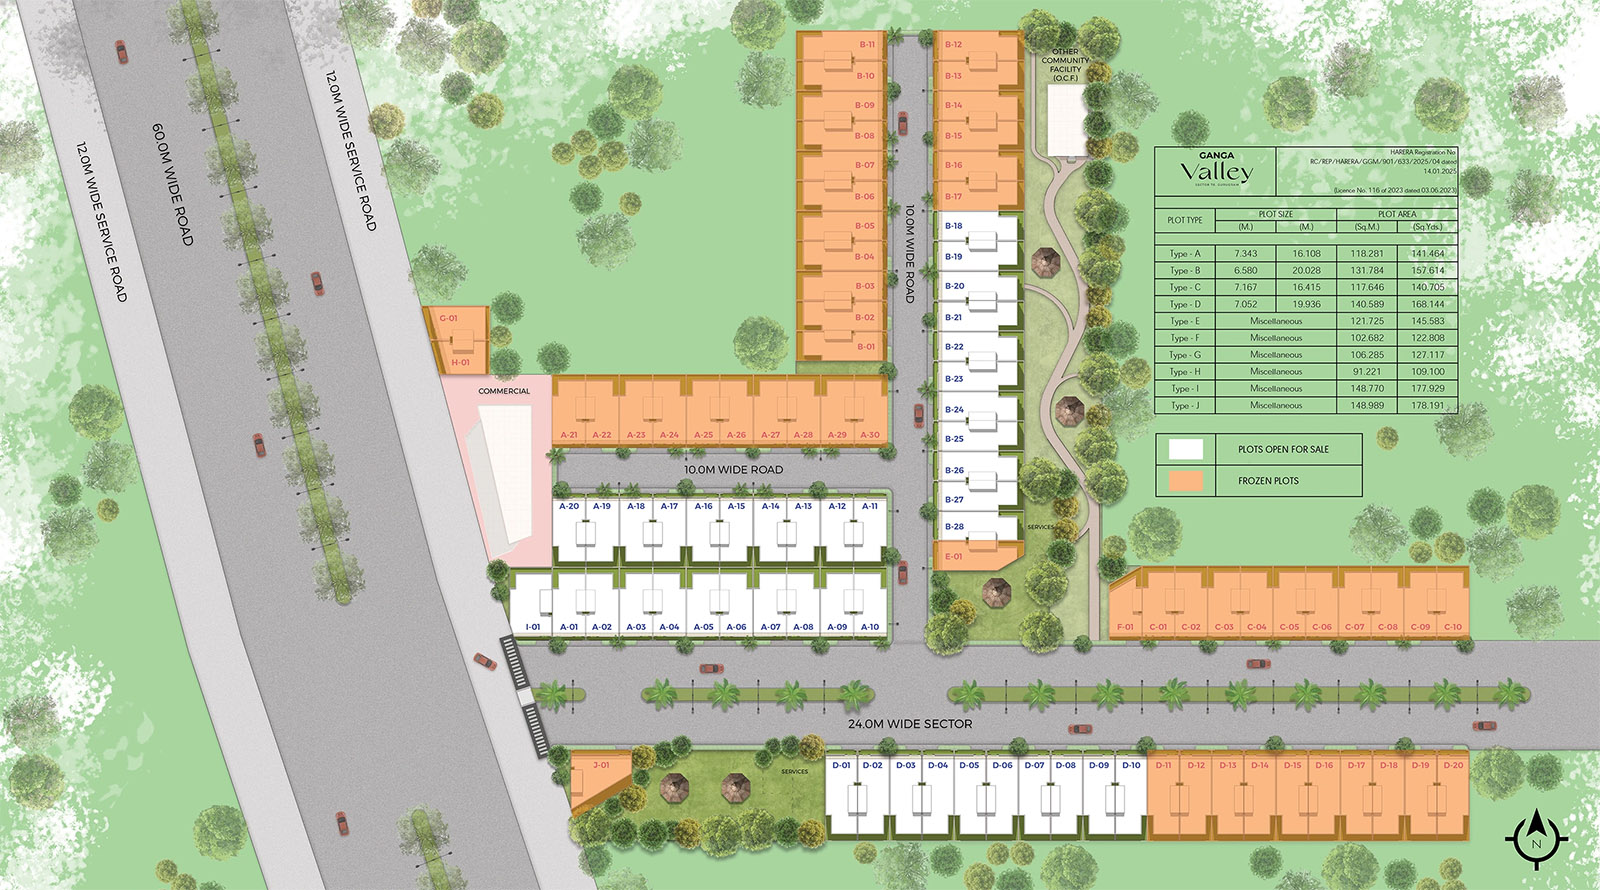 12.0M WIDE SERVICE ROAD
60.0M WIDE ROAD
12.0M WIDE SERVICE ROAD
G-01
H-01
COMMERCIAL
B-11
B-10
B-09
B-08
B-07
B-06
B-05
B-04
B-03
B-02
B-01
10.0M WIDE ROAD
B-12
B-13
B-14
B-15
B-16
B-17
B-18
B-19
B-20
B-21
B-22
B-23
B-24
B-25
B-26
B-27
B-28
E-01
OTHER
COMMUNITY
FACILITY
(O.C.F.)
SERVICES
A-21 A-22 A-23 A-24 A-25 A-26 A-27 A-28 A-29 A-30
10.0M WIDE ROAD
A-20 A-19 A-18 A-17 A-16 A-15 A-14 A-13 A-12 A-11
I-01 A-01 A-02 A-03 A-04 A-05 A-06 A-07 A-08 A-09 A-10
F-01 C-01 C-02 C-03 C-04 C-05 C-06 C-07 C-08 C-09 C-10
24.0M WIDE SECTOR
J-01
SERVICES
D-01 D-02 D-03 D-04 D-05 D-06 D-07 D-08 D-09 D-10 D-11 D-12 D-13 D-14 D-15 D-16 D-17 D-18 D-19 D-20
GANGA
Valley
SECTOR 78, GURUGRAM
HARERA Registration No.
RC/REP/HARERA/GGM/901/633/2025/04 dated
14.01.2025
(Licence No. 116 of 2023 dated 03.06.2023)
PLOT TYPE PLOT SIZE PLOT AREA
(M.) (M.) (Sq.M.) (Sq.Yds.)
Type - A 7.343 16.108 118.281 141.464
Type - B 6.580 20.028 131.784 157.614
Type - C 7.167 16.415 117.646 140.705
Type - D 7.052 19.936 140.589 168.144
Type - E Miscellaneous 121.725 145.583
Type - F Miscellaneous 102.682 122.808
Type - G Miscellaneous 106.285 127.117
Type - H Miscellaneous 91.221 109.100
Type - I Miscellaneous 148.770 177.929
Type - J Miscellaneous 148.989 178.191
PLOTS OPEN FOR SALE
FROZEN PLOTS
N